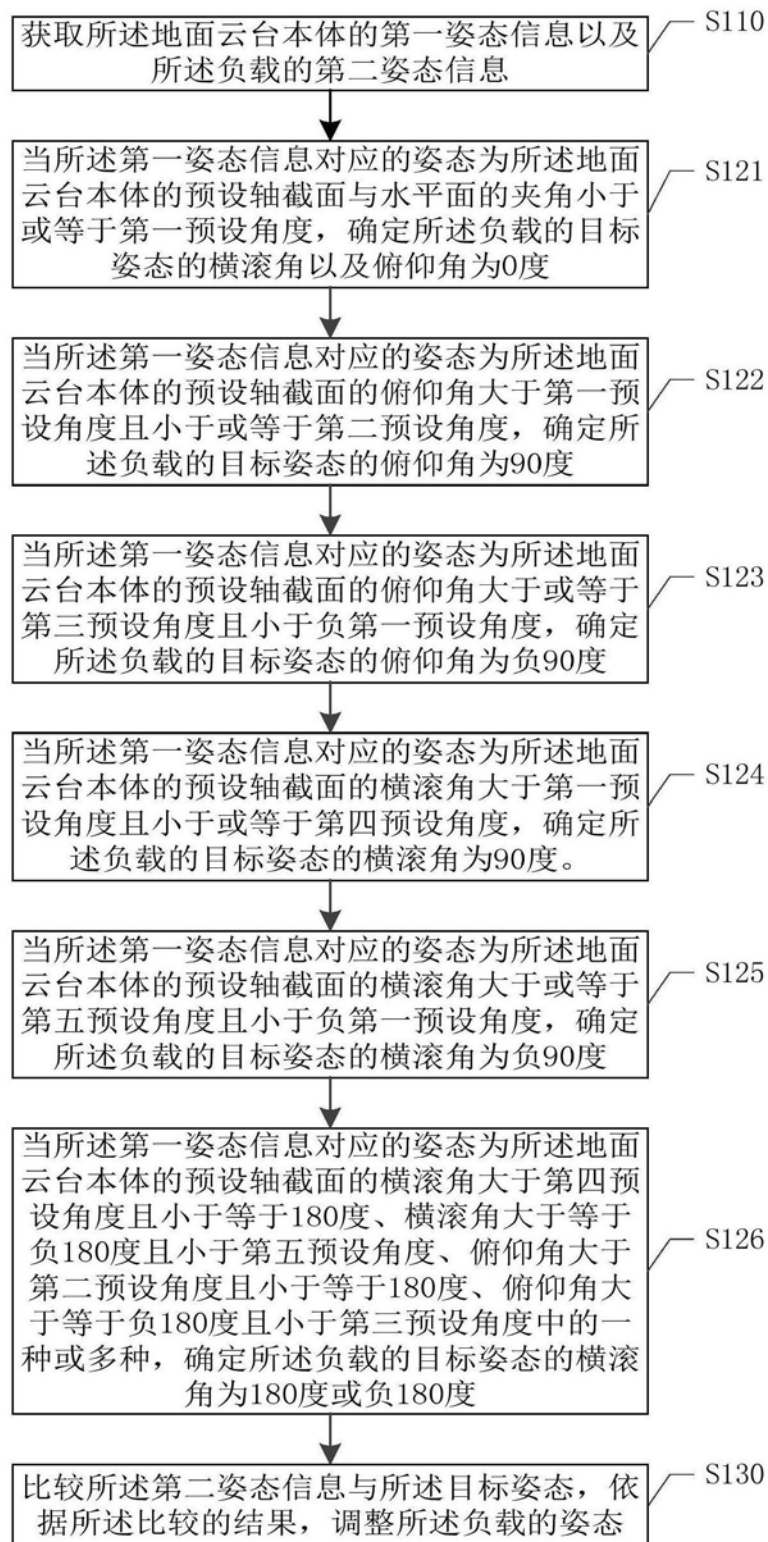 获取所述地面云台本体的第一姿态信息以及
所述负载的第二姿态信息
S110
当所述第一姿态信息对应的姿态为所述地面
云台本体的预设轴截面与水平面的夹角小于
或等于第一预设角度，确定所述负载的目标
姿态的横滚角以及俯仰角为0度
S121
当所述第一姿态信息对应的姿态为所述地面
云台本体的预设轴截面的俯仰角大于第一预
设角度且小于或等于第二预设角度，确定所
述负载的目标姿态的俯仰角为90度
S122
当所述第一姿态信息对应的姿态为所述地面
云台本体的预设轴截面的俯仰角大于或等于
第三预设角度且小于负第一预设角度，确定
所述负载的目标姿态的俯仰角为负90度
S123
当所述第一姿态信息对应的姿态为所述地面
云台本体的预设轴截面的横滚角大于第一预
设角度且小于或等于第四预设角度，确定所
述负载的目标姿态的横滚角为90度。
S124
当所述第一姿态信息对应的姿态为所述地面
云台本体的预设轴截面的横滚角大于或等于
第五预设角度且小于负第一预设角度，确定
所述负载的目标姿态的横滚角为负90度
S125
当所述第一姿态信息对应的姿态为所述地面
云台本体的预设轴截面的横滚角大于第四预
设角度且小于等于180度、横滚角大于等于
负180度且小于第五预设角度、俯仰角大于
第二预设角度且小于等于180度、俯仰角大
于等于负180度且小于第三预设角度中的一
种或多种，确定所述负载的目标姿态的横滚
角为180度或负180度
S126
比较所述第二姿态信息与所述目标姿态，依
据所述比较的结果，调整所述负载的姿态
S130